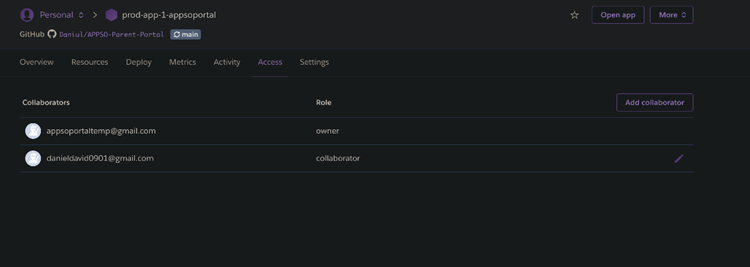 Personal prod-app-1-appsoportal Open app More
GitHub Daniul/APPSO-Parent-Portal main
Overview Resources Deploy Metrics Activity Access Settings
Collaborators Role Add collaborator
appsoportaltemp@gmail.com owner
danieldavid0901@gmail.com collaborator